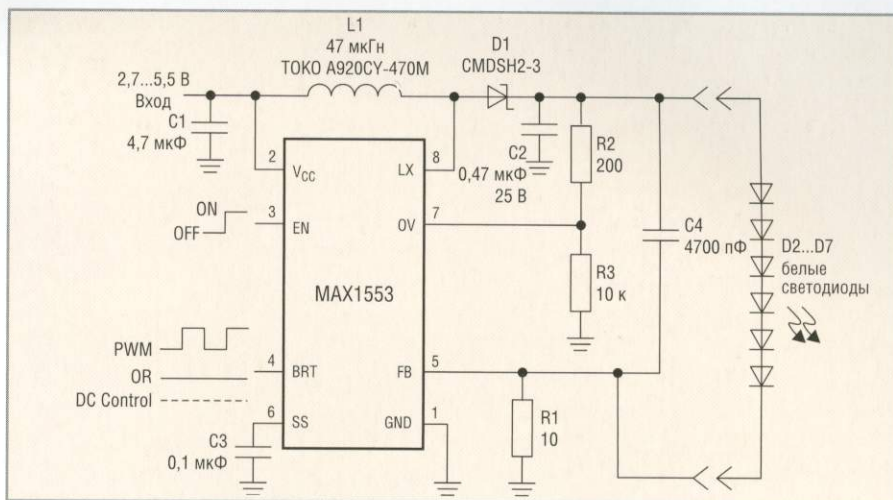 L1
47 мкГн
TOKO A920CY-470M
D1
CMDSH2-3
2,7...5,5 В
Вход
C1
4,7 мкФ
2
VCC
LX
8
C2
0,47 мкФ
25 В
R2
200
ON
OFF
3
EN
OV
7
C4
4700 пФ
D2...D7
белые
светодиоды
MAX1553
R3
10 к
PWM
OR
DC Control
4
BRT
FB
5
6
SS
GND
1
R1
10
C3
0,1 мкФ